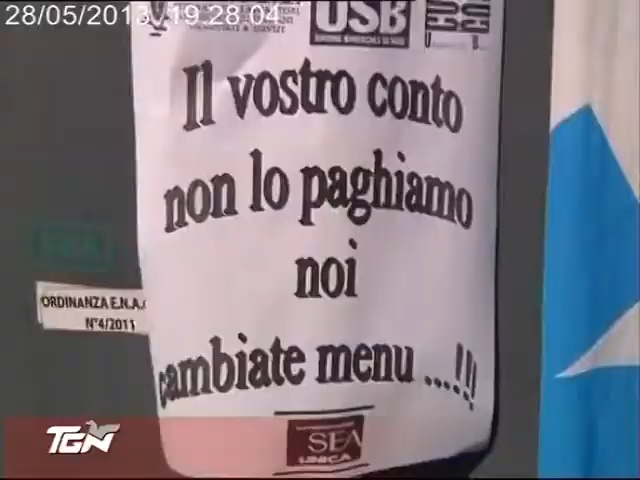 28/05/2013 19:28:04
USB
Il vostro conto
non lo paghiamo
noi
cambiate menu ...!!!
ORDINANZA E.N.A.
N°4/2011
TGN
SEA
UNICA